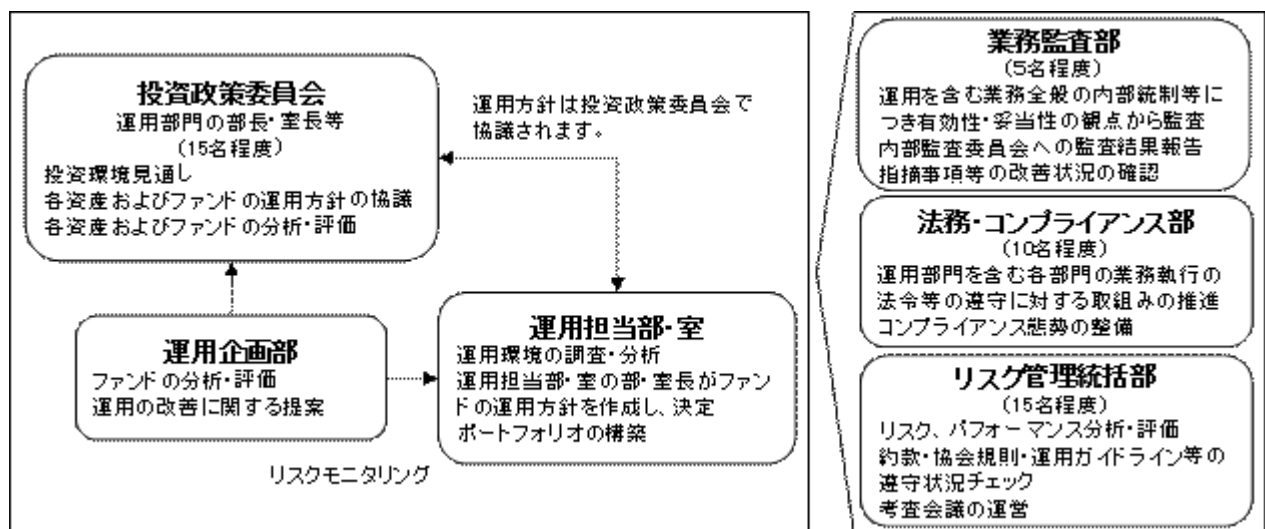 投資政策委員会
運用部門の部長・室長等
(15名程度)
投資環境見通し
各資産およびファンドの運用方針の協議
各資産およびファンドの分析・評価
運用方針は投資政策委員会で
協議されます。
運用企画部
ファンドの分析・評価
運用の改善に関する提案
運用担当部・室
運用環境の調査・分析
運用担当部・室の部・室長がファン
ドの運用方針を作成し、決定
ポートフォリオの構築
リスクモニタリング
業務監査部
(5名程度)
運用を含む業務全般の内部統制等に
つき有効性・妥当性の観点から監査
内部監査委員会への監査結果報告
指摘事項等の改善状況の確認
法務・コンプライアンス部
(10名程度)
運用部門を含む各部門の業務執行の
法令等の遵守に対する取組みの推進
コンプライアンス態勢の整備
リスク管理統括部
(15名程度)
リスク、パフォーマンス分析・評価
約款・協会規則・運用ガイドライン等の
遵守状況チェック
考査会議の運営